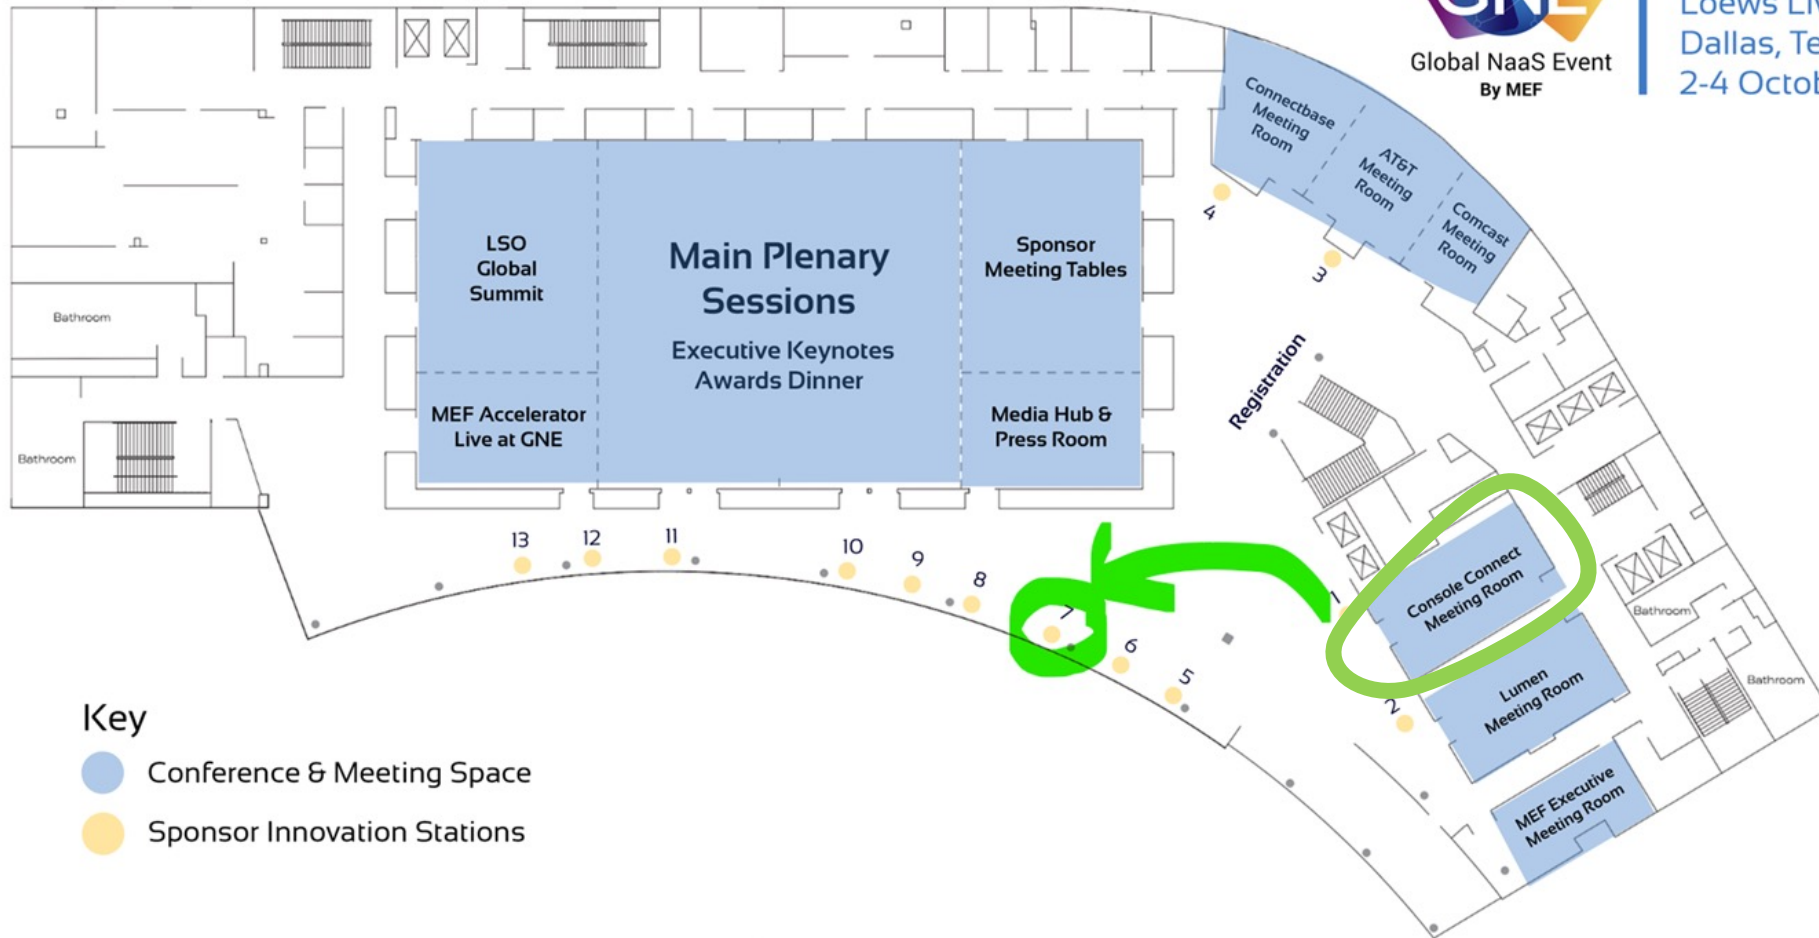 GNE
Global NaaS Event
By MEF
Loews
Dallas,
2-4
Connectbase
Meeting
Room
AT&T
Meeting
Room
Comcast
Meeting
Room
4
3
LSO
Global
Summit
Main Plenary
Sessions
Executive Keynotes
Awards Dinner
Sponsor
Meeting Tables
MEF Accelerator
Live at GNE
Media Hub &
Press Room
Registration
Bathroom
Bathroom
13
12
11
10
9
8
7
6
5
1
2
Console Connect
Meeting Room
Lumen
Meeting Room
MEF Executive
Meeting Room
Bathroom
Bathroom
Key
Conference & Meeting Space
Sponsor Innovation Stations